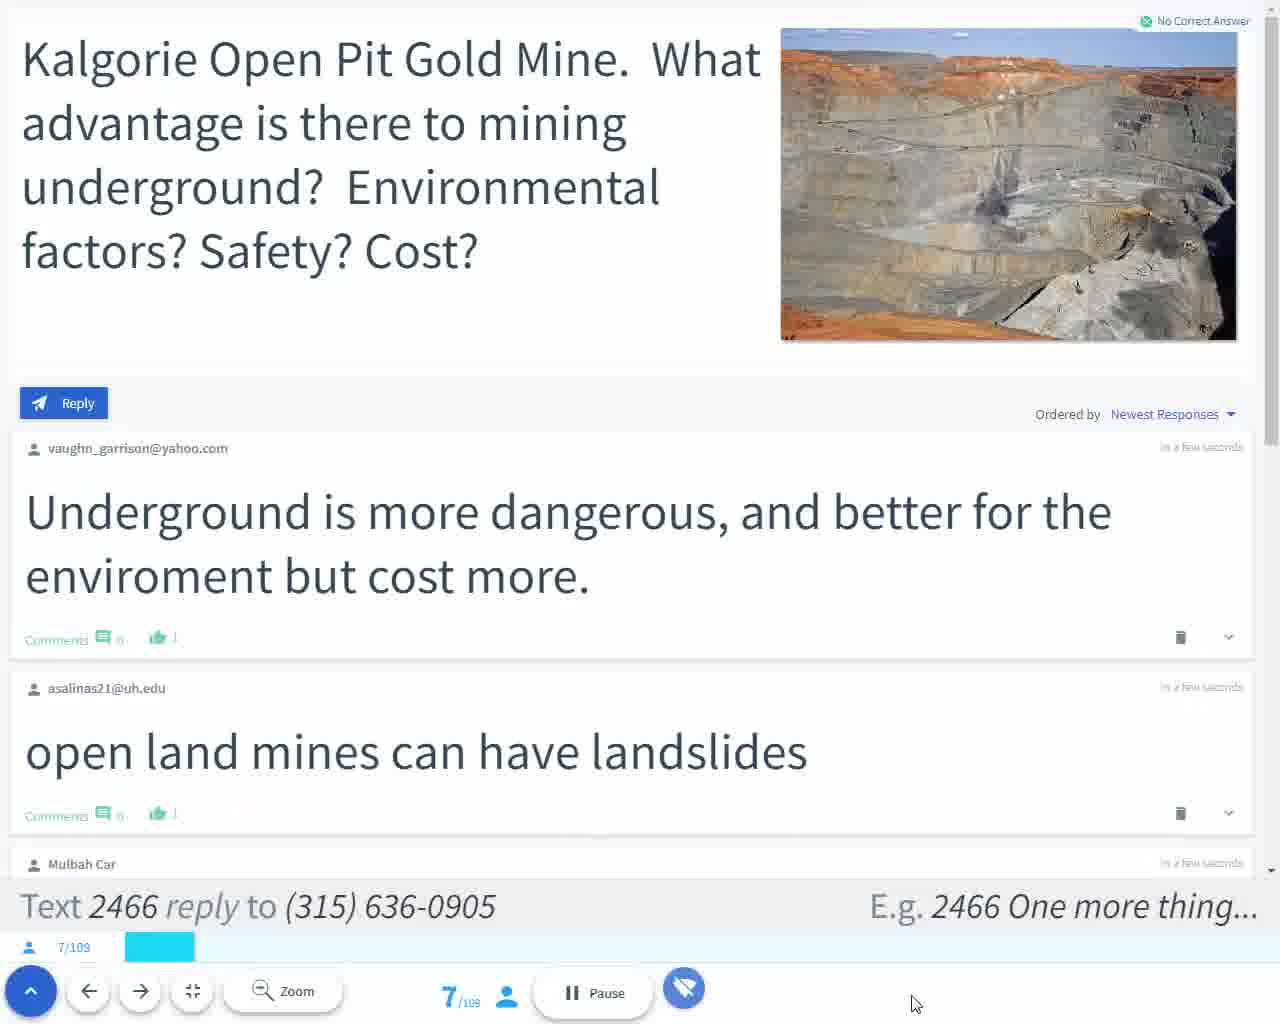 No Correct Answer
Kalgorie Open Pit Gold Mine. What
advantage is there to mining
underground? Environmental
factors? Safety? Cost?
Reply
Ordered by Newest Responses
vaughn_garrison@yahoo.com
in a few seconds
Underground is more dangerous, and better for the
enviroment but cost more.
Comments 0 1
asalinas21@uh.edu
in a few seconds
open land mines can have landslides
Comments 0 1
Mulbah Car
in a few seconds
Text 2466 reply to (315) 636-0905
E.g. 2466 One more thing...
7/109
Zoom
7/109
Pause